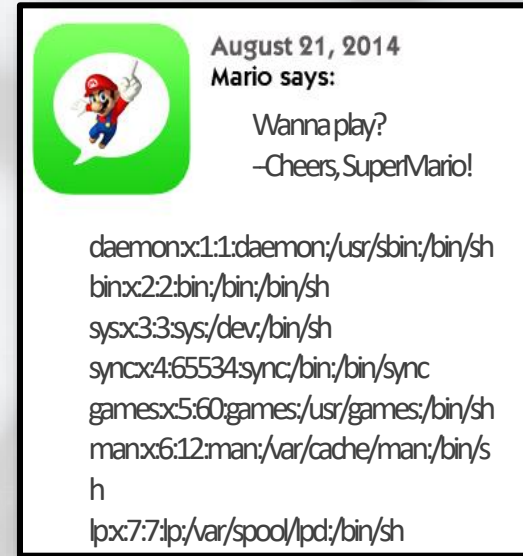 August 21, 2014
Mario says:
Wanna play?
–Cheers, SuperMario!
daemon:x:1:1:daemon:/usr/sbin:/bin/sh
bin:x:2:2:bin:/bin:/bin/sh
sys:x:3:3:sys:/dev:/bin/sh
sync:x:4:65534:sync:/bin:/bin/sync
games:x:5:60:games:/usr/games:/bin/sh
man:x:6:12:man:/var/cache/man:/bin/s
h
lp:x:7:7:lp:/var/spool/lpd:/bin/sh